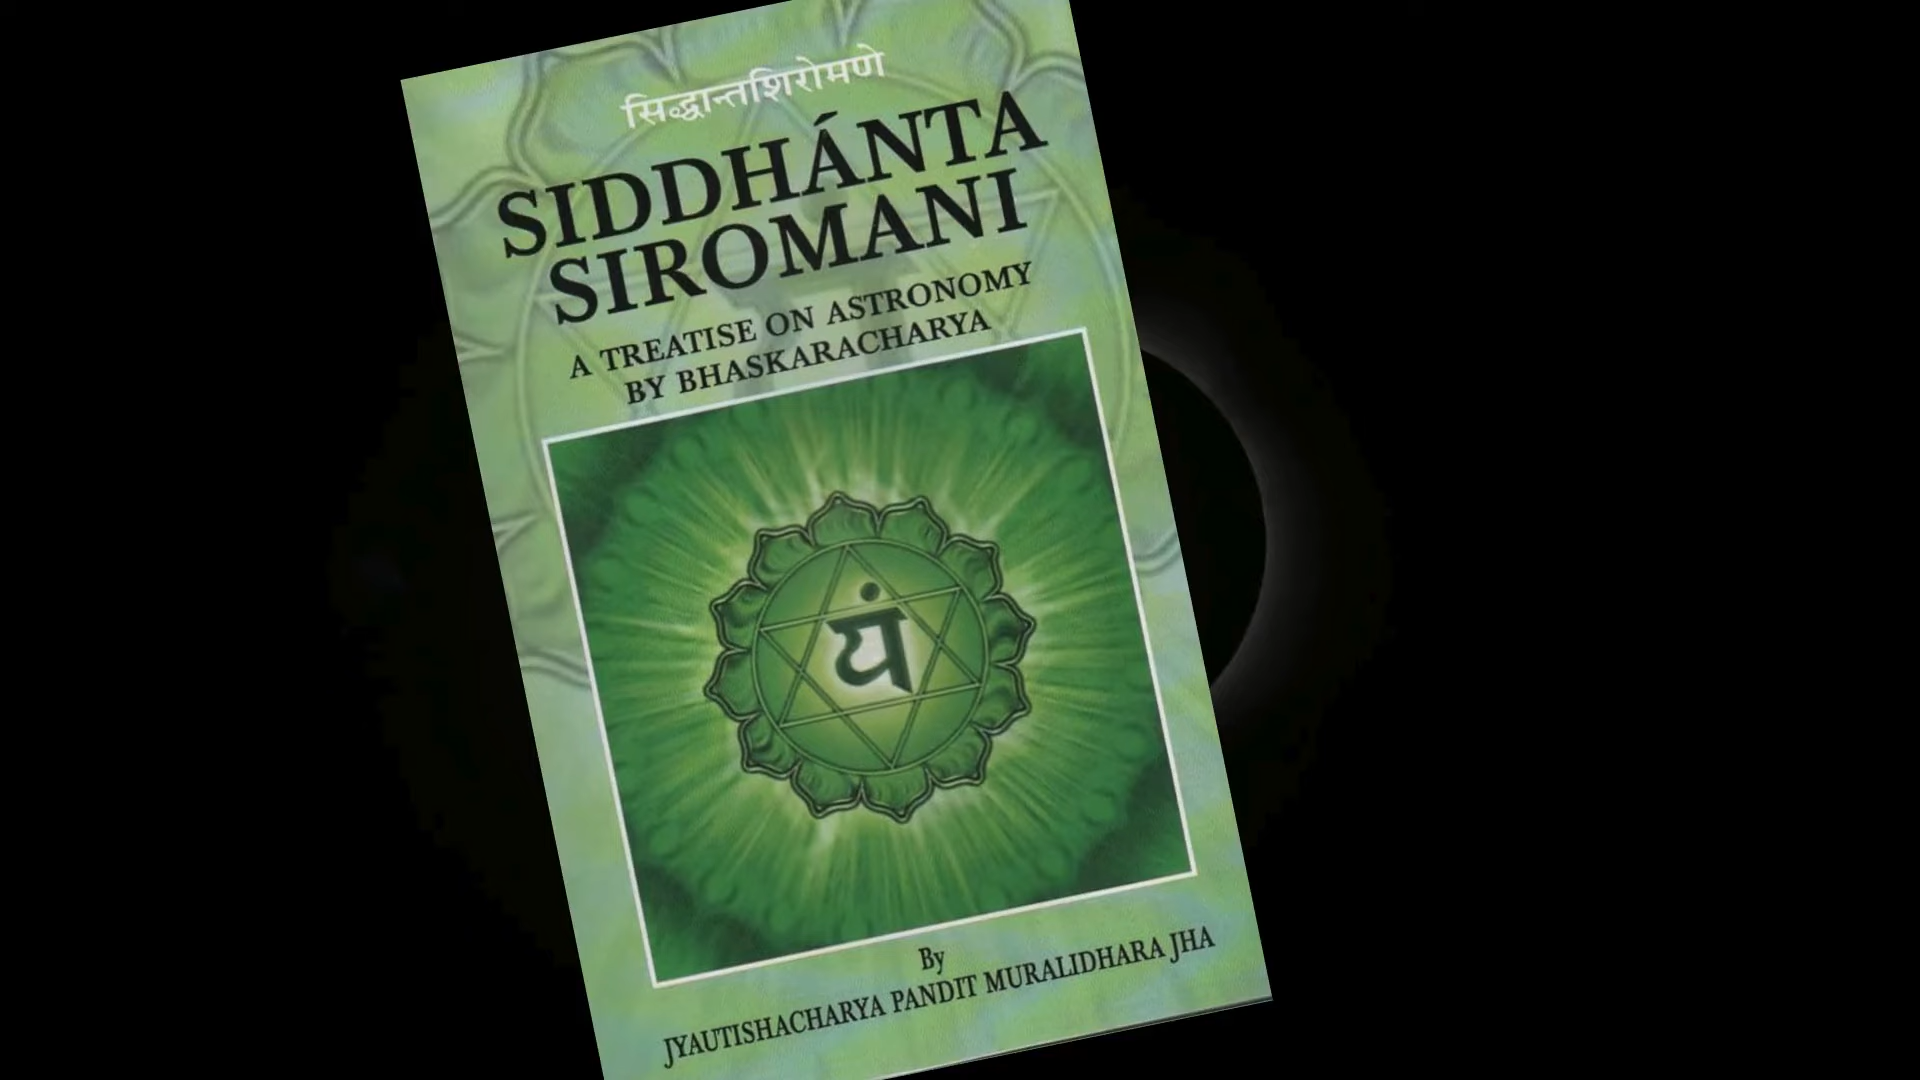 सिद्धान्तशिरोमणे
SIDDHÁNTA
SIROMANI
A TREATISE ON ASTRONOMY
BY BHASKARACHARYA
यं
By
JYAUTISHACHARYA PANDIT MURALIDHARA JHA